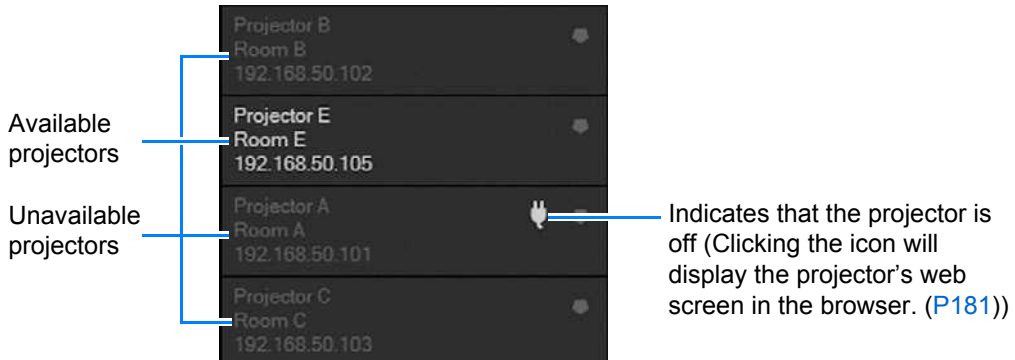 Projector B
Room B
192.168.50.102
Available
projectors
Projector E
Room E
192.168.50.105
Unavailable
projectors
Projector A
Room A
192.168.50.101
Indicates that the projector is
off (Clicking the icon will
display the projector's web
screen in the browser. (P181))
Projector C
Room C
192.168.50.103